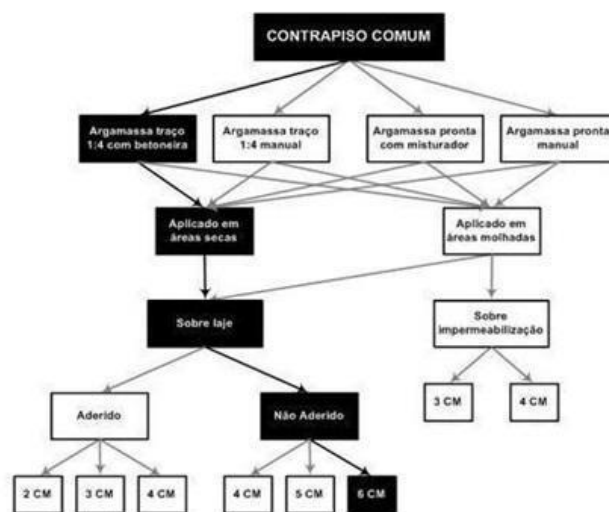 CONTRAPISO COMUM
Argamassa traço
1:4 com betoneira
Argamassa traço
1:4 manual
Argamassa pronta
com misturador
Argamassa pronta
manual
Aplicado em
áreas secas
Aplicado em
áreas molhadas
Sobre laje
Sobre
impermeabilização
3 CM
4 CM
Aderido
Não Aderido
2 CM
3 CM
4 CM
4 CM
5 CM
6 CM